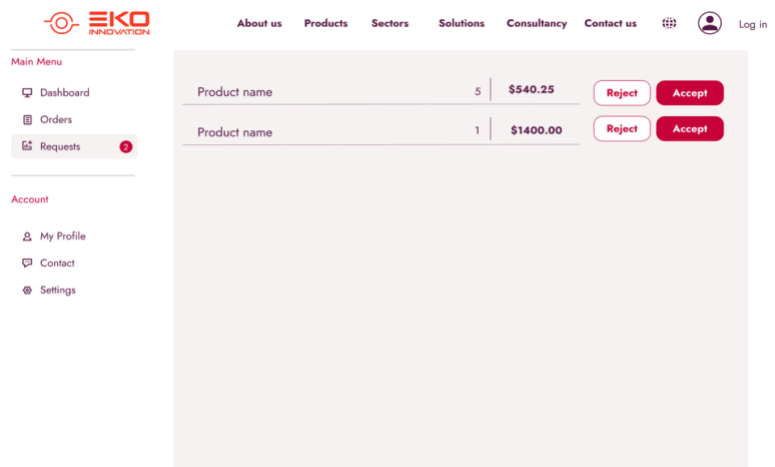 EKO
INNOVATION
About us Products Sectors Solutions Consultancy Contact us Log in
Main Menu
Dashboard
Orders
Requests 2
Account
My Profile
Contact
Settings
Product name 5 $540.25 Reject Accept
Product name 1 $1400.00 Reject Accept